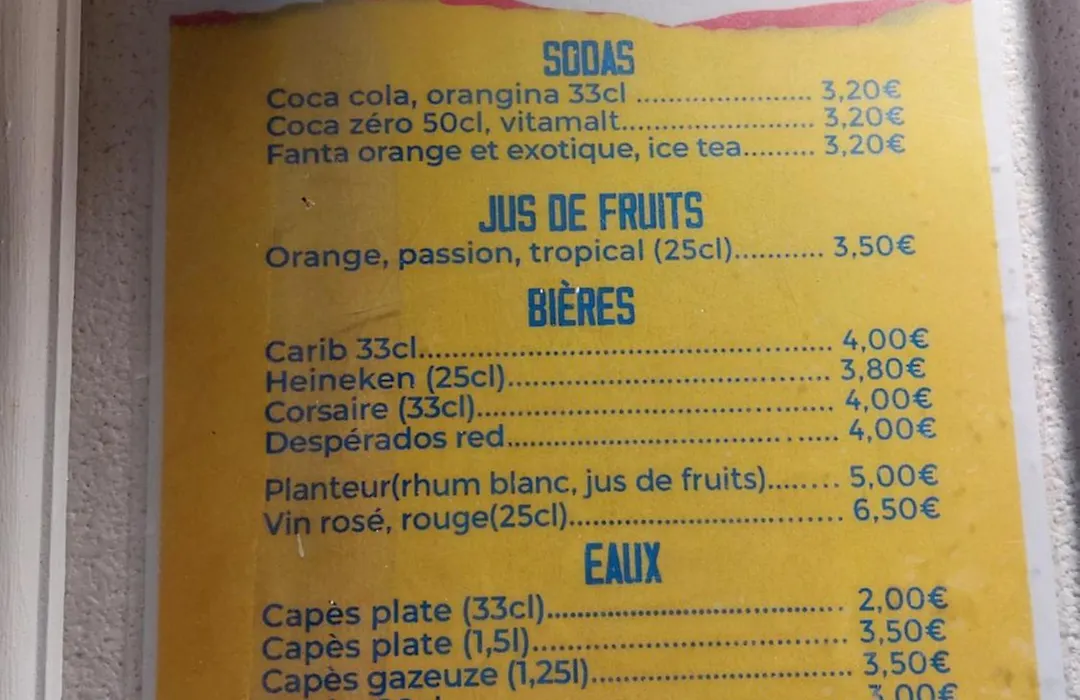 SODAS
Coca cola, orangina 33cl ..................... 3,20€
Coca zéro 50cl, vitamalt....................... 3,20€
Fanta orange et exotique, ice tea......... 3,20€
JUS DE FRUITS
Orange, passion, tropical (25cl)........... 3,50€
BIÈRES
Carib 33cl.................................................. 4,00€
Heineken (25cl)....................................... 3,80€
Corsaire (33cl)........................................... 4,00€
Despérados red........................................ 4,00€
Planteur(rhum blanc, jus de fruits)........ 5,00€
Vin rosé, rouge(25cl)................................. 6,50€
EAUX
Capès plate (33cl).................................... 2,00€
Capès plate (1,5l)...................................... 3,50€
Capès gazeuze (1,25l)................................ 3,50€
3,00€